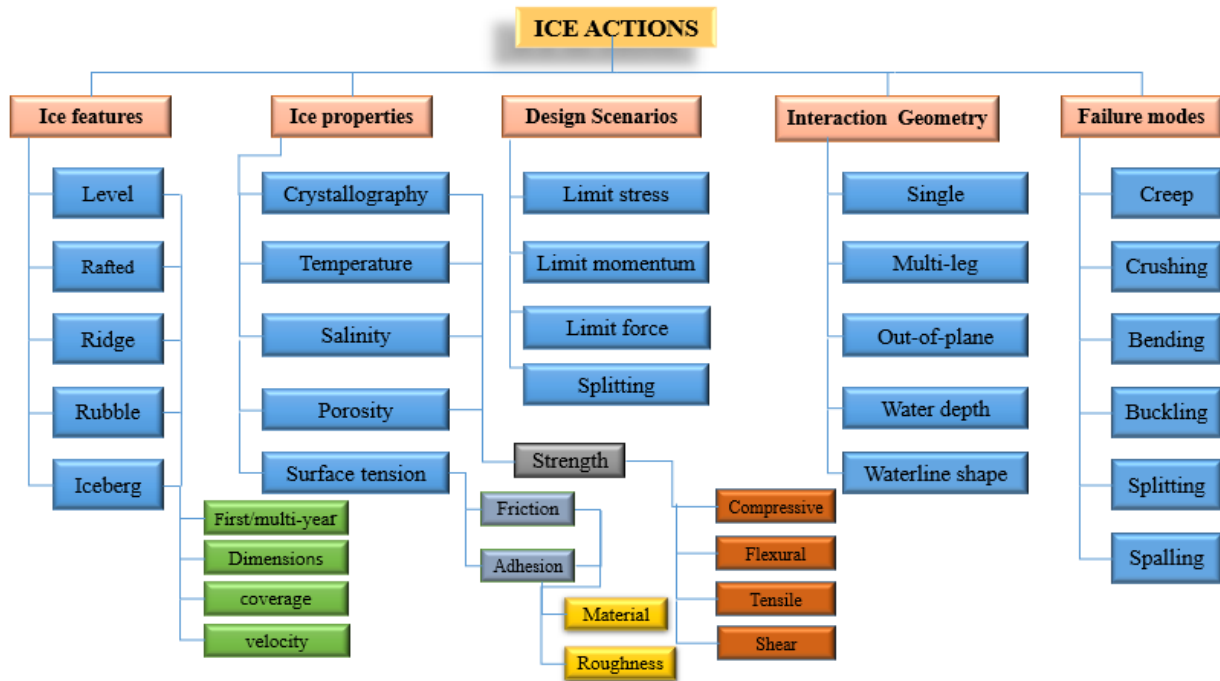 ICE ACTIONS
Ice features
Ice properties
Design Scenarios
Interaction Geometry
Failure modes
Level
Rafted
Ridge
Rubble
Iceberg
First/multi-year
Dimensions
coverage
velocity
Crystallography
Temperature
Salinity
Porosity
Surface tension
Friction
Adhesion
Material
Roughness
Strength
Compressive
Flexural
Tensile
Shear
Limit stress
Limit momentum
Limit force
Splitting
Single
Multi-leg
Out-of-plane
Water depth
Waterline shape
Creep
Crushing
Bending
Buckling
Splitting
Spalling